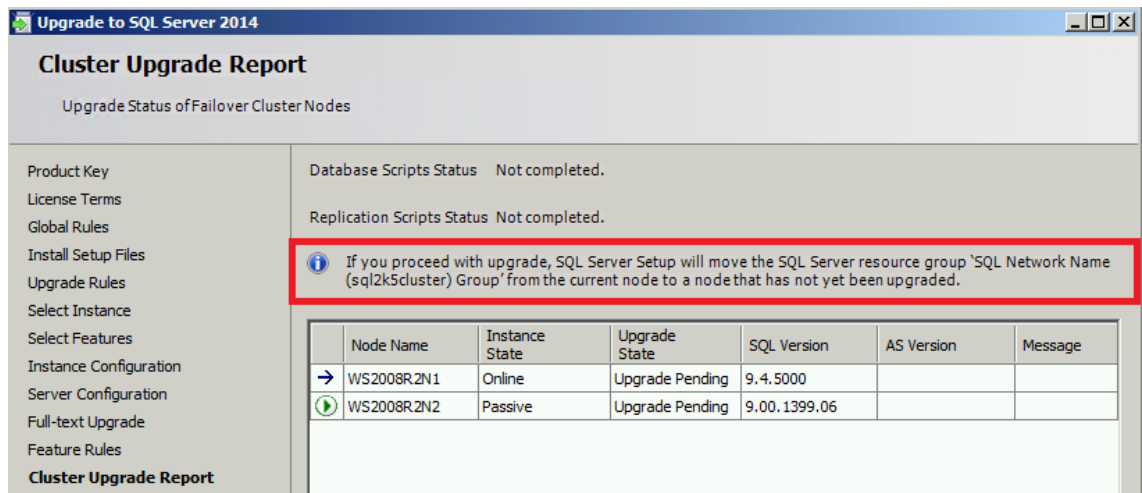 Upgrade to SQL Server 2014
Cluster Upgrade Report
Upgrade Status of Failover Cluster Nodes
Product Key
License Terms
Global Rules
Install Setup Files
Upgrade Rules
Select Instance
Select Features
Instance Configuration
Server Configuration
Full-text Upgrade
Feature Rules
Cluster Upgrade Report
Database Scripts Status Not completed.
Replication Scripts Status Not completed.
If you proceed with upgrade, SQL Server Setup will move the SQL Server resource group 'SQL Network Name
(sql2k5cluster) Group' from the current node to a node that has not yet been upgraded.
Node Name Instance State Upgrade State SQL Version AS Version Message
WS2008R2N1 Online Upgrade Pending 9.4.5000
WS2008R2N2 Passive Upgrade Pending 9.00.1399.06